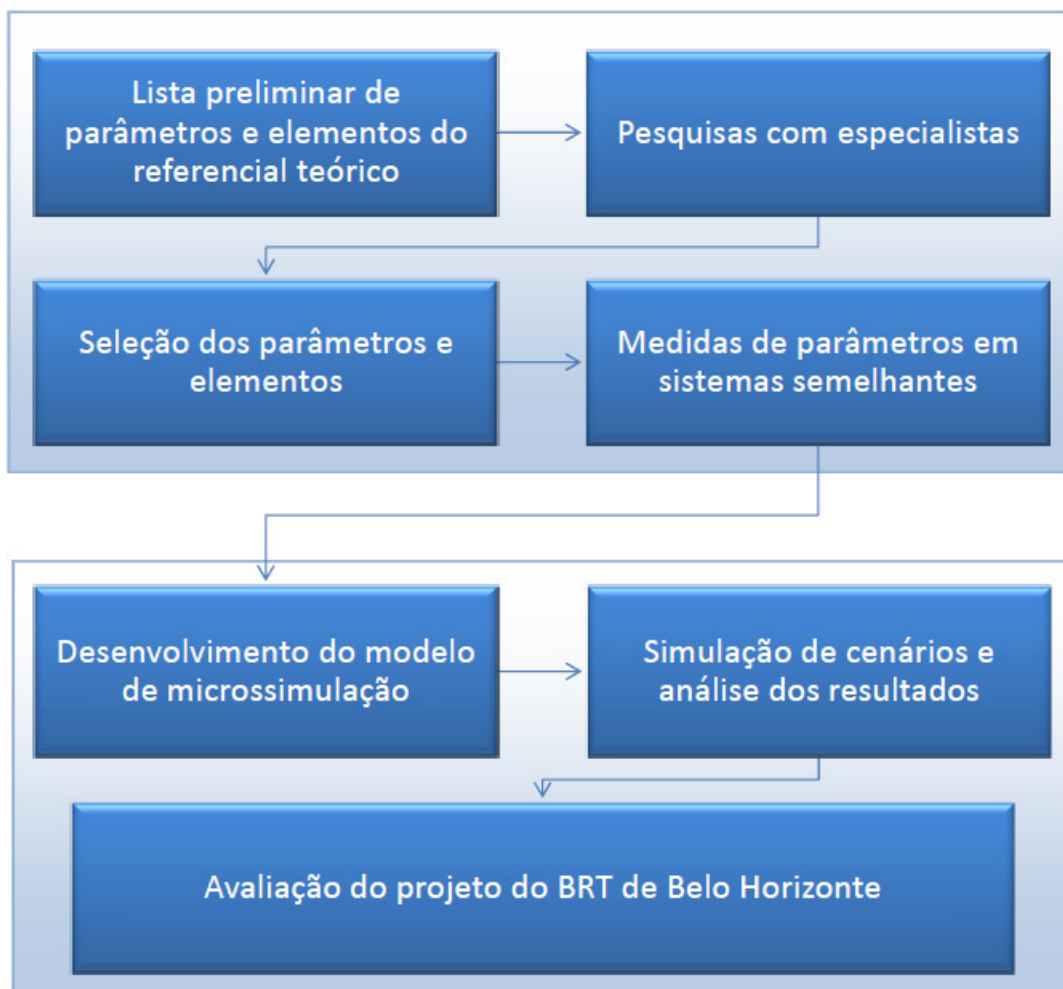 Lista preliminar de
parâmetros e elementos do
referencial teórico
Pesquisas com especialistas
Seleção dos parâmetros e
elementos
Medidas de parâmetros em
sistemas semelhantes
Desenvolvimento do modelo
de microssimulação
Simulação de cenários e
análise dos resultados
Avaliação do projeto do BRT de Belo Horizonte